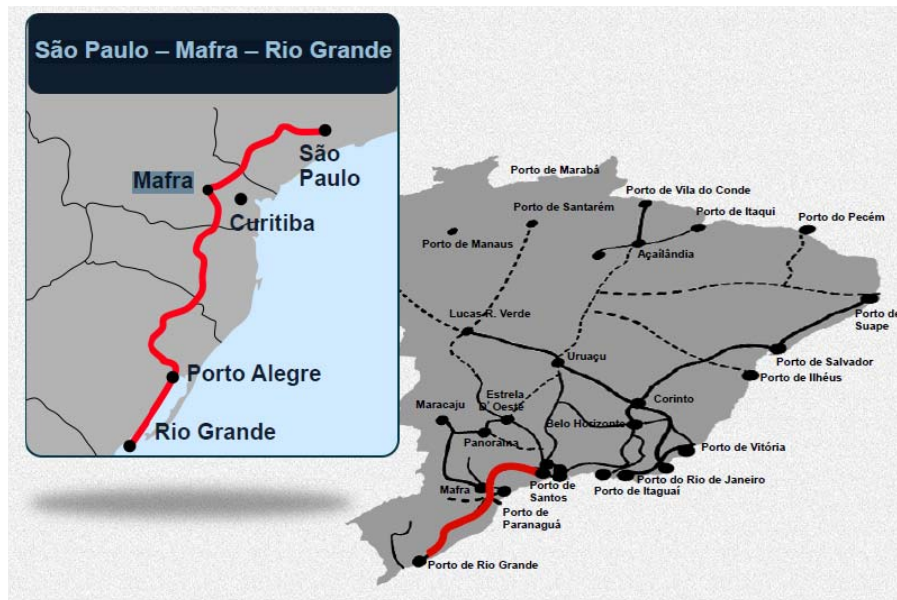 São Paulo – Mafra – Rio Grande
São
Paulo
Mafra
Curitiba
Porto Alegre
Rio Grande
Porto de Marabá
Porto de Vila do Conde
Porto de Santarém
Porto de Itaqui
Porto do Pecém
Porto de Manaus
Açailândia
Porto de
Suape
Lucas R. Verde
Uruaçu
Porto de Salvador
Porto de Ilhéus
Estrela
D´Oeste
Maracaju
Corinto
Belo Horizonte
Panorama
Porto de Vitória
Mafra
Porto de
Santos
Porto do Rio de Janeiro
Porto de Itaguaí
Porto de
Paranaguá
Porto de Rio Grande